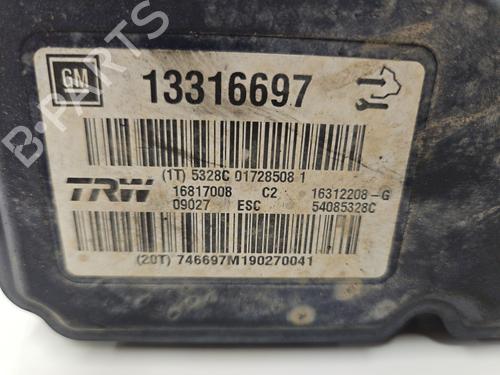 GM 13316697
(1T) 5328C 01728508 1
TRW 16817008 C2 16312208-G
09027 ESC 54085328C
(20T) 746697M190270041
B-PARTS